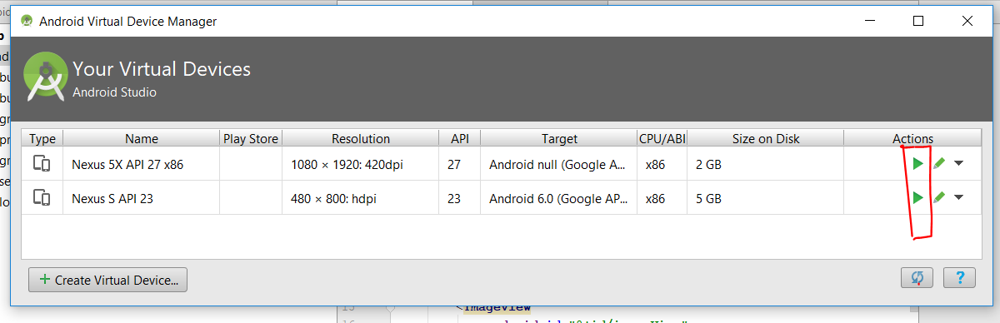 Android Virtual Device Manager
Your Virtual Devices
Android Studio
Type Name Play Store Resolution API Target CPU/ABI Size on Disk Actions
Nexus 5X API 27 x86 1080 × 1920: 420dpi 27 Android null (Google A... x86 2 GB
Nexus S API 23 480 × 800: hdpi 23 Android 6.0 (Google AP... x86 5 GB
+ Create Virtual Device... ?
<ImageView